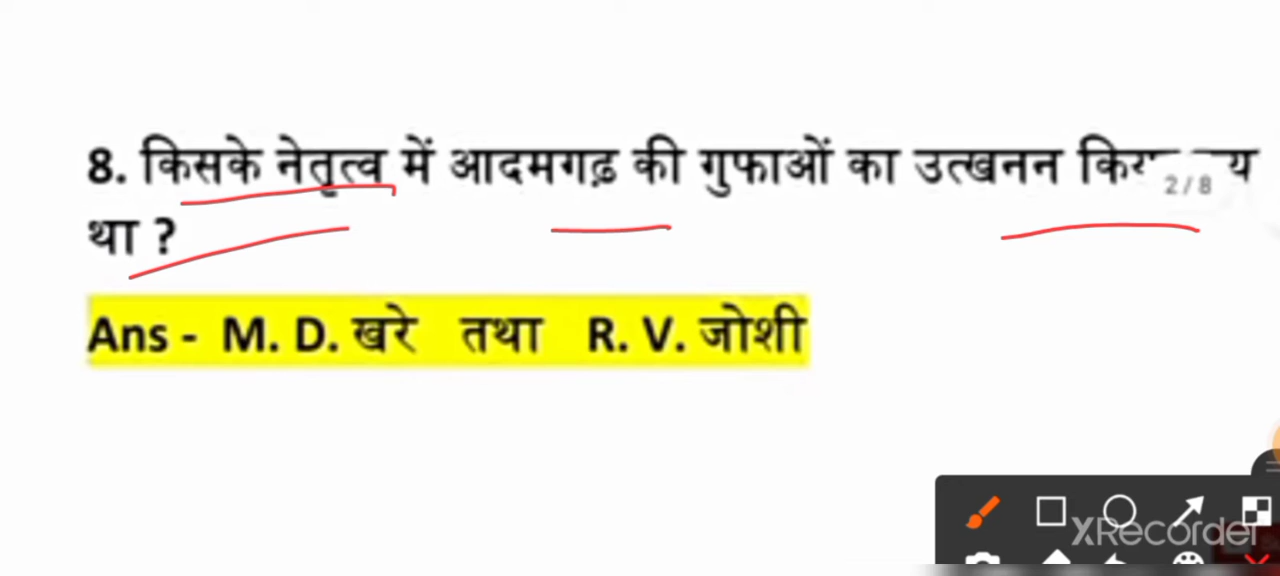 8. किसके नेतृत्व में आदमगढ़ की गुफाओं का उत्खनन
2/8
था ?
Ans - M. D. खरे तथा R. V. जोशी
XRecorder